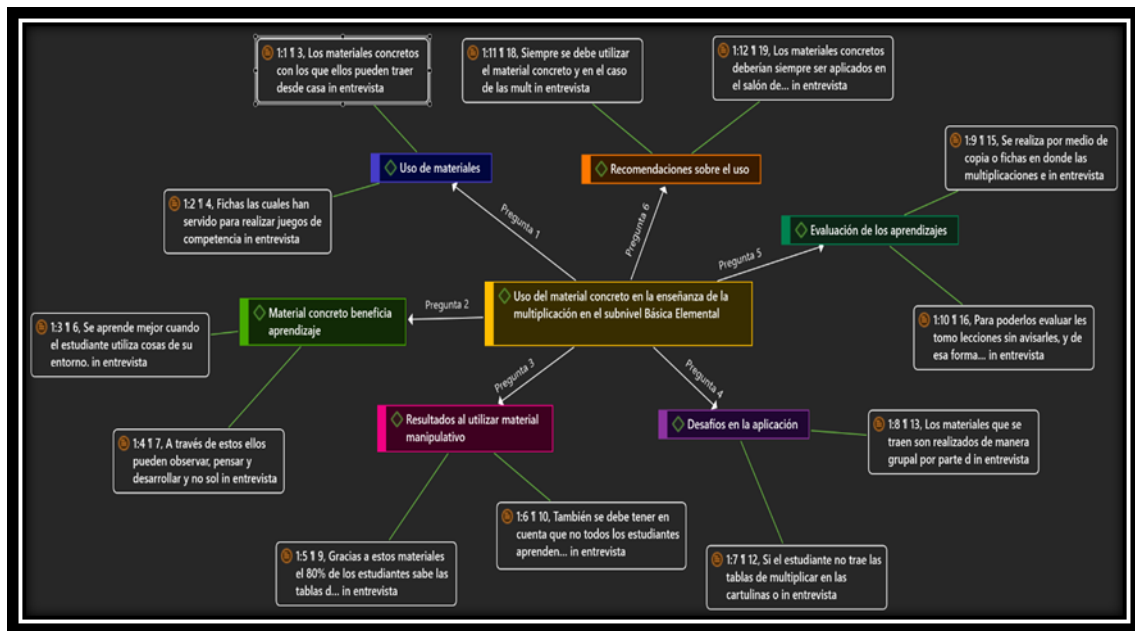 1:1 ¶ 3, Los materiales concretos
con los que ellos pueden traer
desde casa in entrevista
1:11 ¶ 18, Siempre se debe utilizar
el material concreto y en el caso
de las mult in entrevista
1:12 ¶ 19, Los materiales concretos
deberían siempre ser aplicados en
el salón de... in entrevista
1:9 ¶ 15, Se realiza por medio de
copia o fichas en donde las
multiplicaciones e in entrevista
Uso de materiales
Recomendaciones sobre el uso
1:2 ¶ 4, Fichas las cuales han
servido para realizar juegos de
competencia in entrevista
Pregunta 1
Pregunta 6
Evaluación de los aprendizajes
Pregunta 5
Material concreto beneficia
aprendizaje
Pregunta 2
Uso del material concreto en la enseñanza de la
multiplicación en el subnivel Básica Elemental
1:3 ¶ 6, Se aprende mejor cuando
el estudiante utiliza cosas de su
entorno. in entrevista
1:10 ¶ 16, Para poderlos evaluar les
tomo lecciones sin avisarles, y de
esa forma... in entrevista
Pregunta 3
Pregunta 4
Resultados al utilizar material
manipulativo
Desafíos en la aplicación
1:4 ¶ 7, A través de estos ellos
pueden observar, pensar y
desarrollar y no sol in entrevista
1:8 ¶ 13, Los materiales que se
traen son realizados de manera
grupal por parte d in entrevista
1:6 ¶ 10, También se debe tener en
cuenta que no todos los estudiantes
aprenden... in entrevista
1:5 ¶ 9, Gracias a estos materiales
el 80% de los estudiantes sabe las
tablas d... in entrevista
1:7 ¶ 12, Si el estudiante no trae las
tablas de multiplicar en las
cartulinas o in entrevista